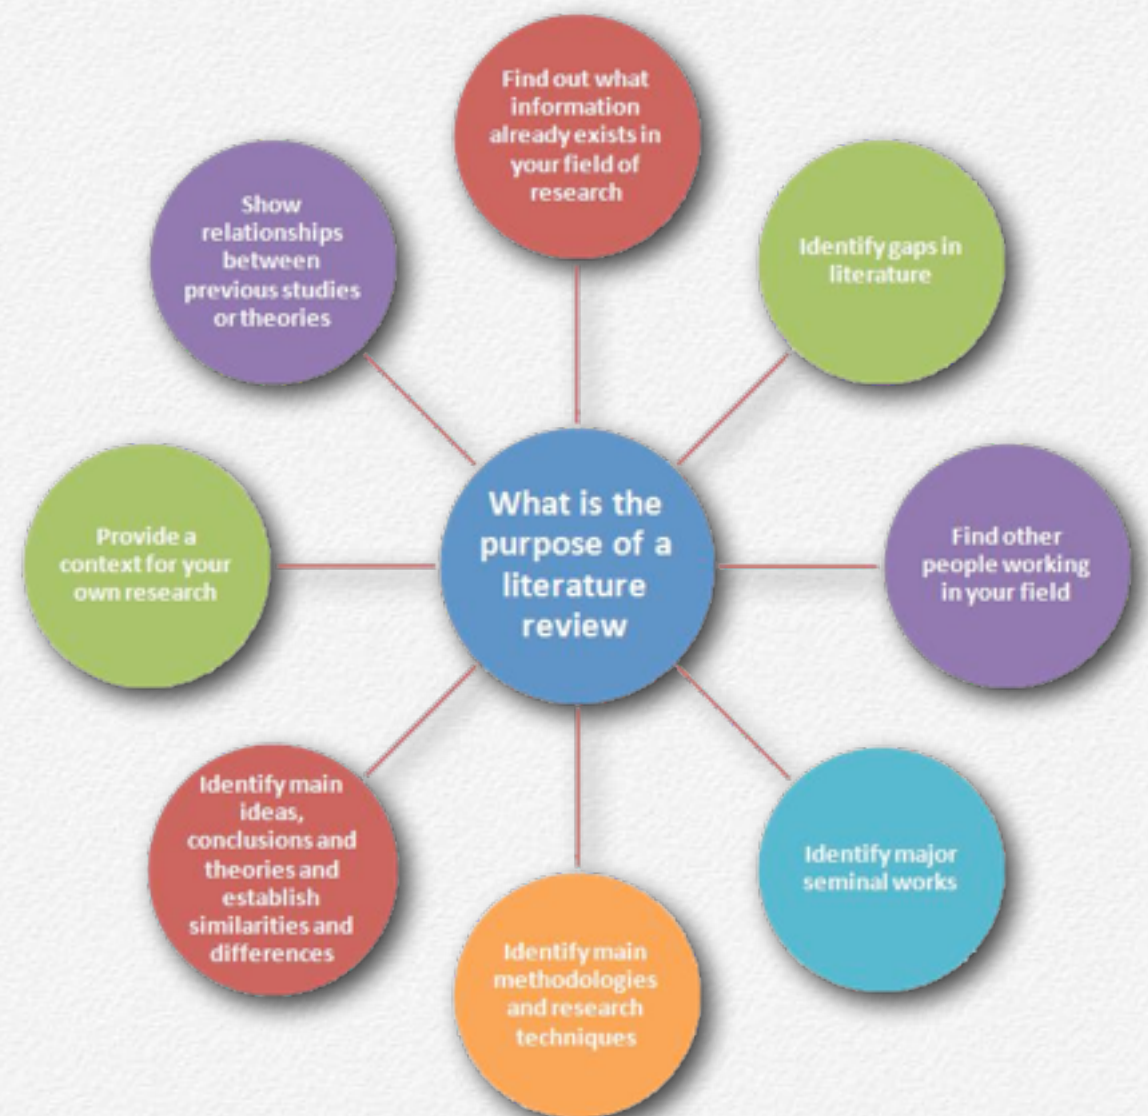 Find out what
information
already exists in
your field of
research
Identify gaps in
literature
Find other
people working
in your field
Identify major
seminal works
Identify main
methodologies
and research
techniques
Identify main
ideas,
conclusions and
theories and
establish
similarities and
differences
Provide a
context for your
own research
Show
relationships
between
previous studies
or theories
What is the
purpose of a
literature
review